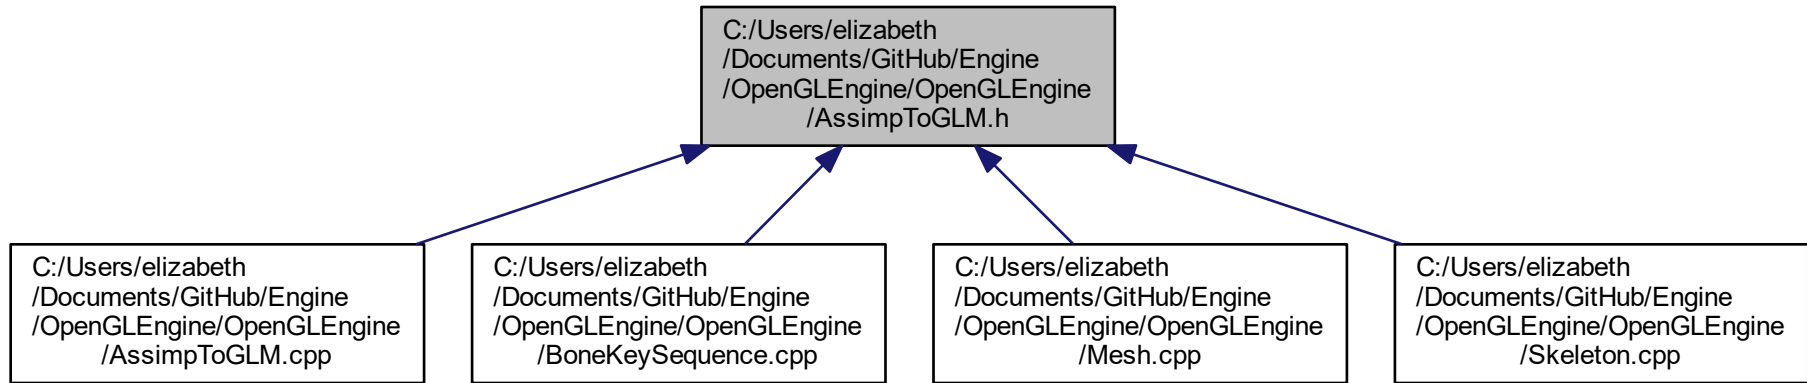 C:/Users/elizabeth
/Documents/GitHub/Engine
/OpenGLEngine/OpenGLEngine
/AssimpToGLM.h
C:/Users/elizabeth
/Documents/GitHub/Engine
/OpenGLEngine/OpenGLEngine
/AssimpToGLM.cpp
C:/Users/elizabeth
/Documents/GitHub/Engine
/OpenGLEngine/OpenGLEngine
/BoneKeySequence.cpp
C:/Users/elizabeth
/Documents/GitHub/Engine
/OpenGLEngine/OpenGLEngine
/Mesh.cpp
C:/Users/elizabeth
/Documents/GitHub/Engine
/OpenGLEngine/OpenGLEngine
/Skeleton.cpp